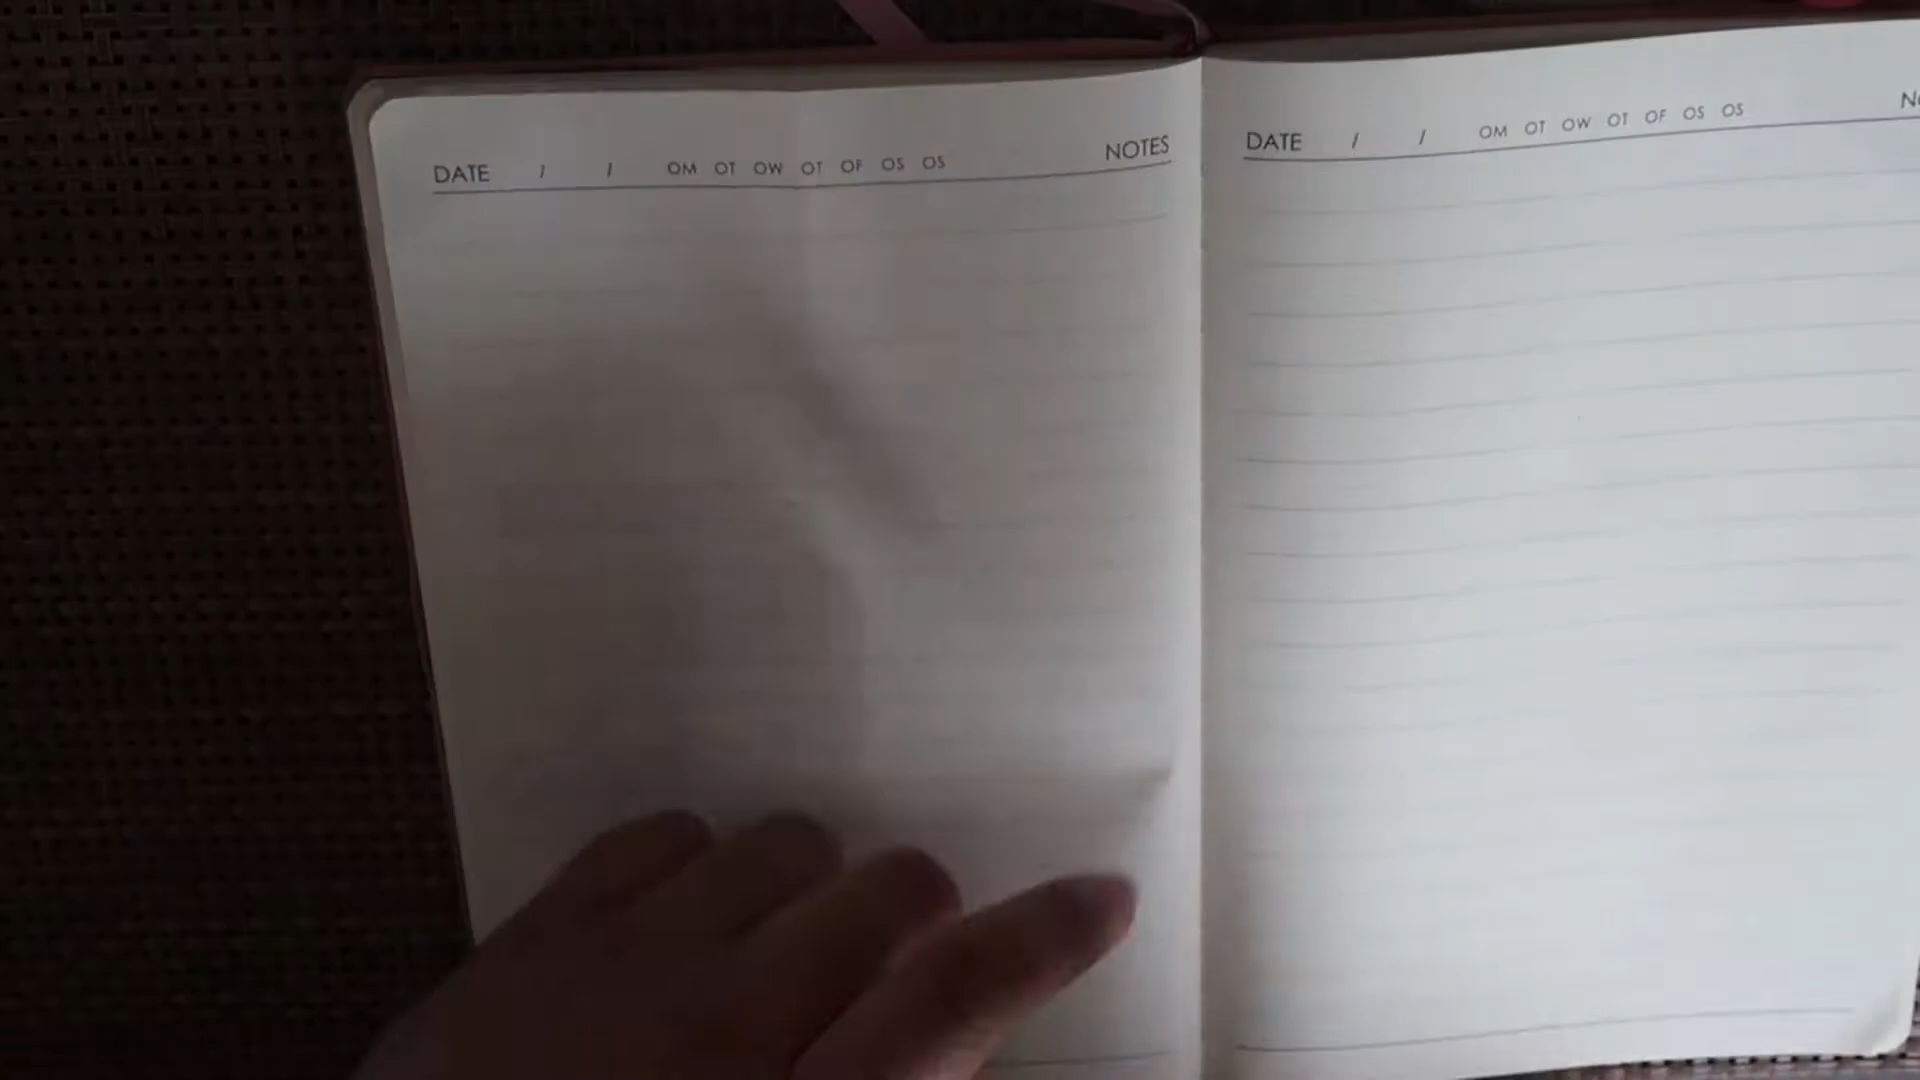 DATE / / OM OT OW OT OF OS OS NOTES
DATE / / OM OT OW OT OF OS OS